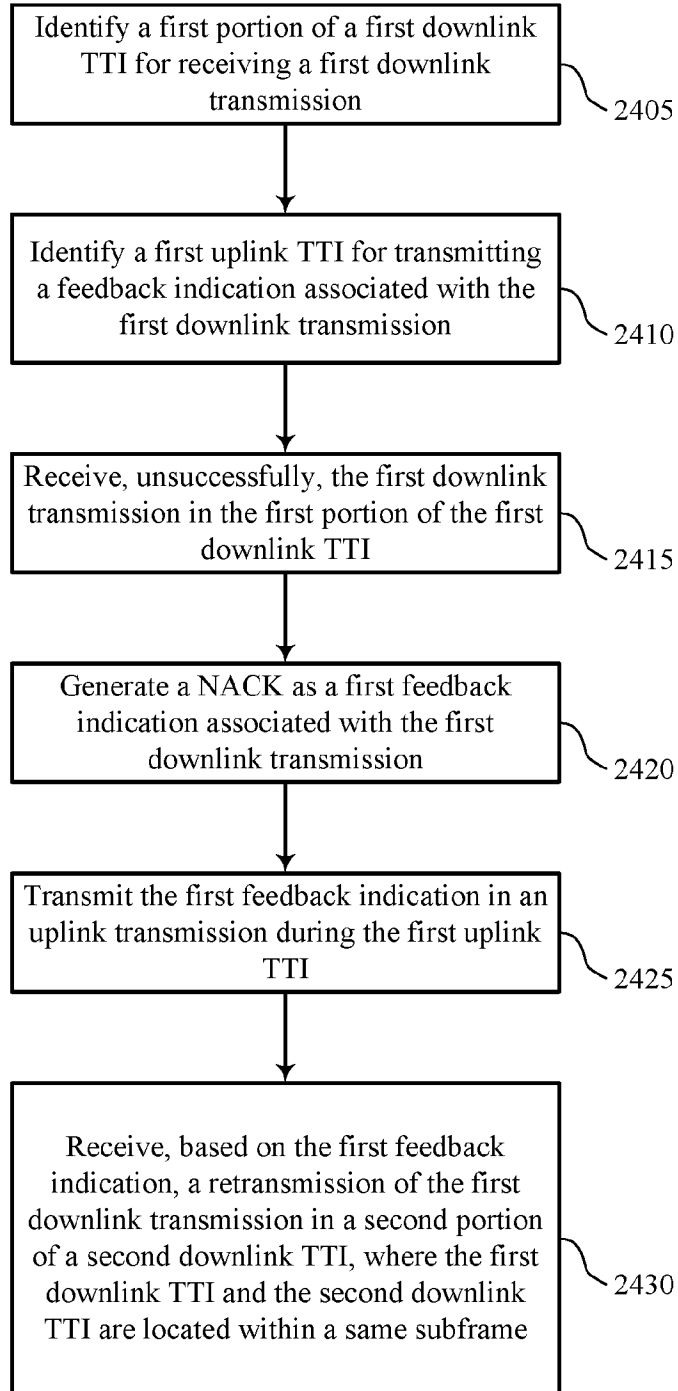 Identify a first portion of a first downlink
TTI for receiving a first downlink
transmission
2405
Identify a first uplink TTI for transmitting
a feedback indication associated with the
first downlink transmission
2410
Receive, unsuccessfully, the first downlink
transmission in the first portion of the first
downlink TTI
2415
Generate a NACK as a first feedback
indication associated with the first
downlink transmission
2420
Transmit the first feedback indication in an
uplink transmission during the first uplink
TTI
2425
Receive, based on the first feedback
indication, a retransmission of the first
downlink transmission in a second portion
of a second downlink TTI, where the first
downlink TTI and the second downlink
TTI are located within a same subframe
2430